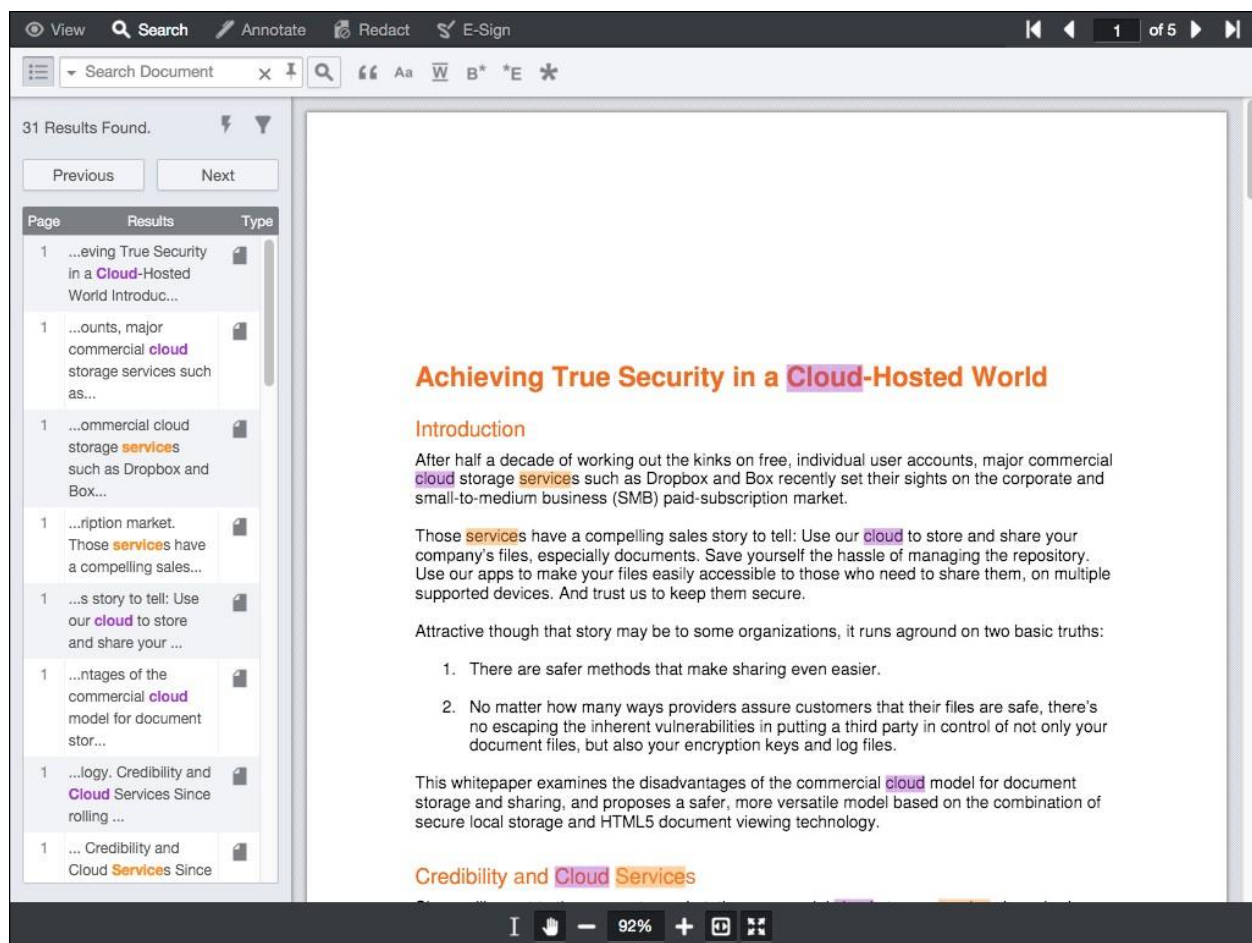 View Search Annotate Redact E-Sign 1 of 5
Search Document Aa W B* *E *
31 Results Found.
Previous Next
Page Results Type
1 ...eving True Security
in a Cloud-Hosted
World Introduc...
1 ...ounts, major
commercial cloud
storage services such
as...
1 ...ommercial cloud
storage services
such as Dropbox and
Box...
1 ...ription market.
Those services have
a compelling sales...
1 ...s story to tell: Use
our cloud to store
and share your ...
1 ...ntages of the
commercial cloud
model for document
stor...
1 ...logy. Credibility and
Cloud Services Since
rolling ...
1 ... Credibility and
Cloud Services Since
Achieving True Security in a Cloud-Hosted World
Introduction
After half a decade of working out the kinks on free, individual user accounts, major commercial
cloud storage services such as Dropbox and Box recently set their sights on the corporate and
small-to-medium business (SMB) paid-subscription market.
Those services have a compelling sales story to tell: Use our cloud to store and share your
company's files, especially documents. Save yourself the hassle of managing the repository.
Use our apps to make your files easily accessible to those who need to share them, on multiple
supported devices. And trust us to keep them secure.
Attractive though that story may be to some organizations, it runs aground on two basic truths:
1. There are safer methods that make sharing even easier.
2. No matter how many ways providers assure customers that their files are safe, there's
no escaping the inherent vulnerabilities in putting a third party in control of not only your
document files, but also your encryption keys and log files.
This whitepaper examines the disadvantages of the commercial cloud model for document
storage and sharing, and proposes a safer, more versatile model based on the combination of
secure local storage and HTML5 document viewing technology.
Credibility and Cloud Services
92%